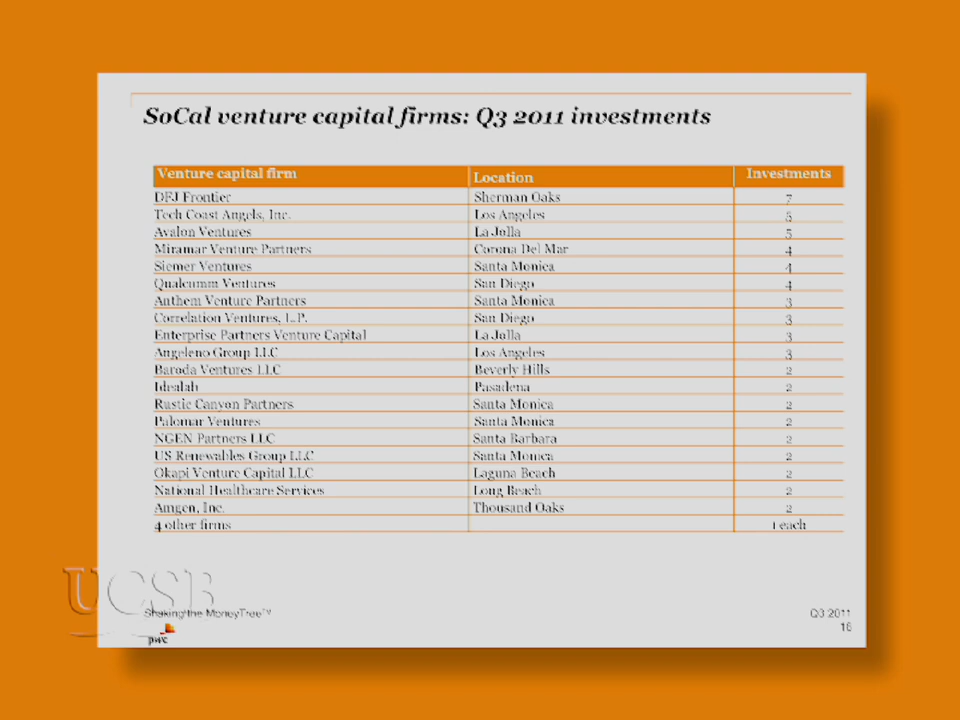 SoCal venture capital firms: Q3 2011 investments
Venture capital firm Location Investments
DFJ Frontier Sherman Oaks 7
Tech Coast Angels, Inc. Los Angeles 5
Avalon Ventures La Jolla 5
Miramar Venture Partners Corona Del Mar 4
Siemer Ventures Santa Monica 4
Qualcomm Ventures San Diego 4
Anthem Venture Partners Santa Monica 3
Correlation Ventures, L.P. San Diego 3
Enterprise Partners Venture Capital La Jolla 3
Angeleno Group LLC Los Angeles 3
Baroda Ventures LLC Beverly Hills 2
Idealab Pasadena 2
Rustic Canyon Partners Santa Monica 2
Palomar Ventures Santa Monica 2
NGEN Partners LLC Santa Barbara 2
US Renewables Group LLC Santa Monica 2
Okapi Venture Capital LLC Laguna Beach 2
National Healthcare Services Long Beach 2
Amgen, Inc. Thousand Oaks 2
4 other firms 1 each
UCSB
Shaking the MoneyTree™ Q3 2011
16
pwc